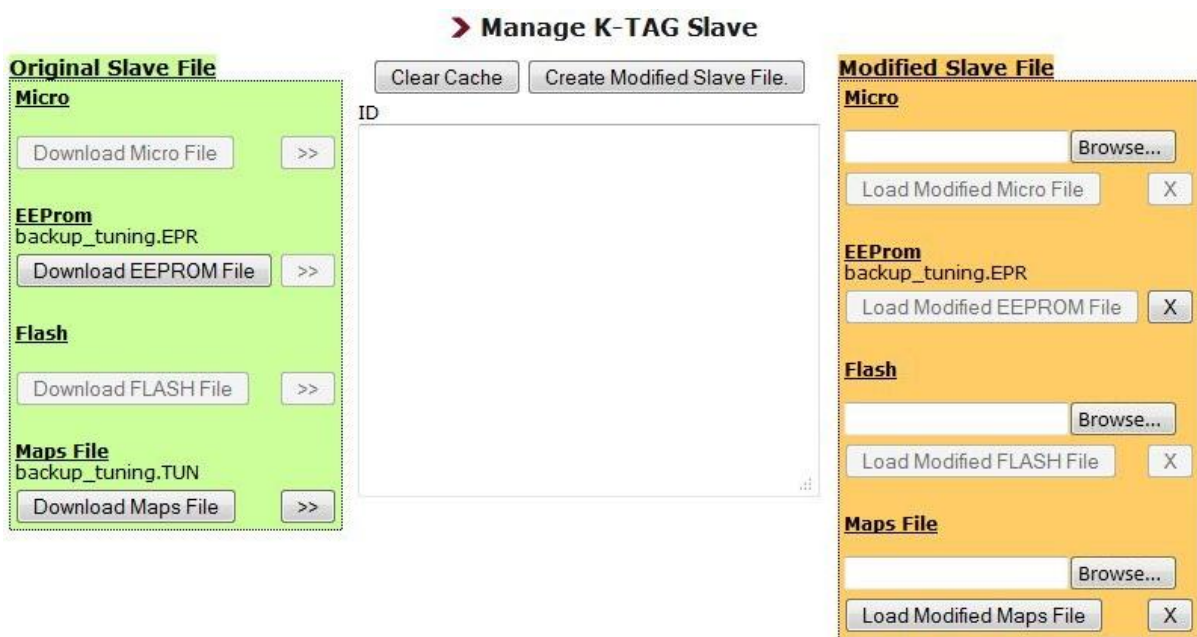 Manage K-TAG Slave
Original Slave File
Micro
Download Micro File >>
EEProm
backup_tuning.EPR
Download EEPROM File >>
Flash
Download FLASH File >>
Maps File
backup_tuning.TUN
Download Maps File >>
Clear Cache Create Modified Slave File.
ID
Modified Slave File
Micro
Browse...
Load Modified Micro File X
EEProm
backup_tuning.EPR
Load Modified EEPROM File X
Flash
Browse...
Load Modified FLASH File X
Maps File
Browse...
Load Modified Maps File X